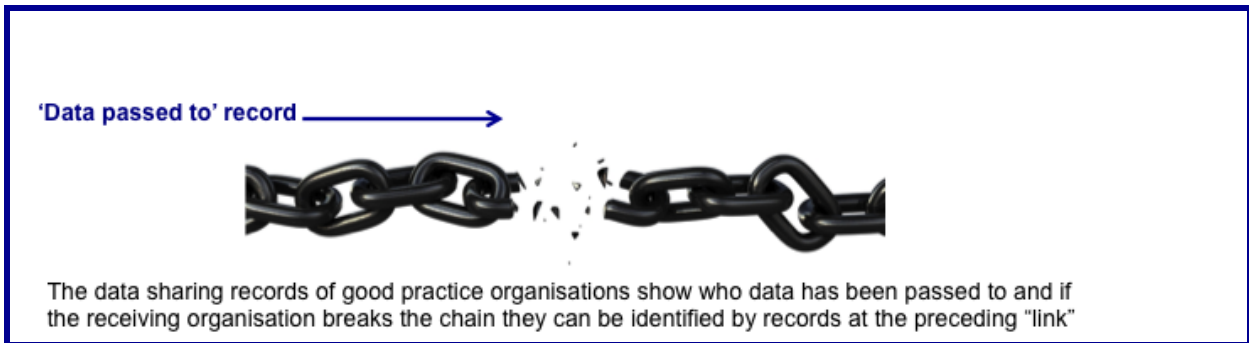 ‘Data passed to’ record
The data sharing records of good practice organisations show who data has been passed to and if
the receiving organisation breaks the chain they can be identified by records at the preceding “link”